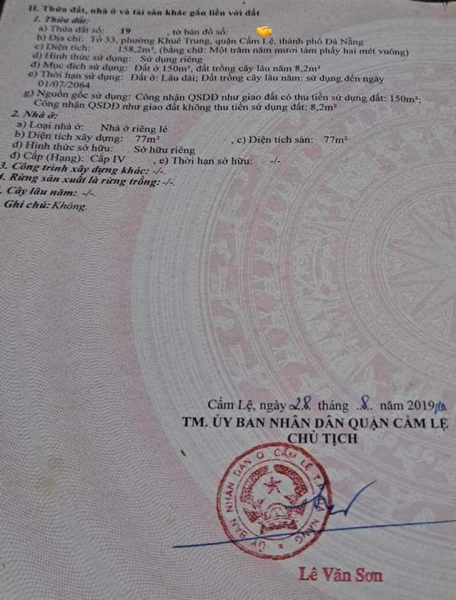 II. Thửa đất, nhà ở và tài sản khác gắn liền với đất
1. Thửa đất:
a) Thửa đất số: 19 , tờ bản đồ số:
b) Địa chỉ: Tổ 33, phường Khuê Trung, quận Cẩm Lệ, thành phố Đà Nẵng
c) Diện tích: 158,2m², (bằng chữ: Một trăm năm mươi tám phẩy hai mét vuông)
d) Hình thức sử dụng: Sử dụng riêng
đ) Mục đích sử dụng: Đất ở 150m², đất trồng cây lâu năm 8,2m²
e) Thời hạn sử dụng: Đất ở: Lâu dài; Đất trồng cây lâu năm: sử dụng đến ngày
01/07/2064
g) Nguồn gốc sử dụng: Công nhận QSDĐ như giao đất có thu tiền sử dụng đất: 150m²;
Công nhận QSDĐ như giao đất không thu tiền sử dụng đất: 8,2m²
2. Nhà ở:
a) Loại nhà ở: Nhà ở riêng lẻ
b) Diện tích xây dựng: 77m² , c) Diện tích sàn: 77m²
d) Hình thức sở hữu: Sở hữu riêng
đ) Cấp (Hạng): Cấp IV , e) Thời hạn sở hữu: -/-
3. Công trình xây dựng khác: -/-.
4. Rừng sản xuất là rừng trồng: -/-.
. Cây lâu năm: -/-
Ghi chú: Không.
Cẩm Lệ, ngày 28 tháng 8 năm 2019
TM. ỦY BAN NHÂN DÂN QUẬN CẨM LỆ
CHỦ TỊCH
ỦY BAN NHÂN DÂN Q. CẨM LỆ T.P ĐÀ NẴNG
Lê Văn Sơn